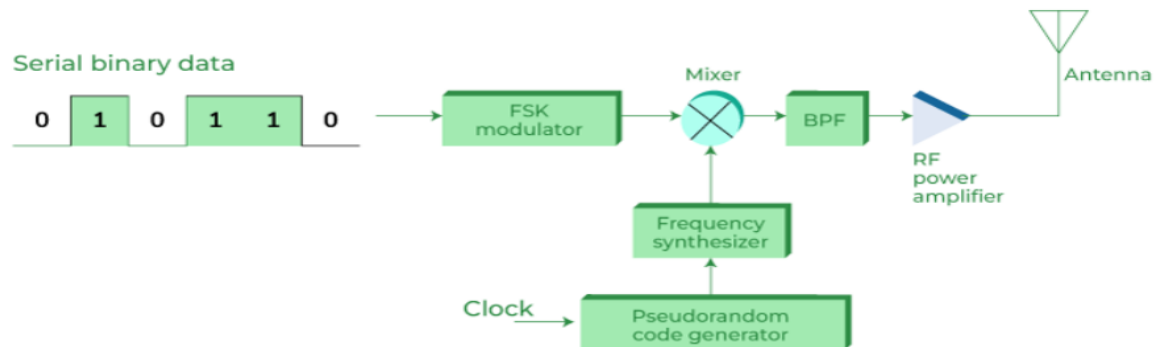 Serial binary data
0 1 0 1 1 0
FSK
modulator
Mixer
BPF
RF
power
amplifier
Antenna
Frequency
synthesizer
Clock
Pseudorandom
code generator